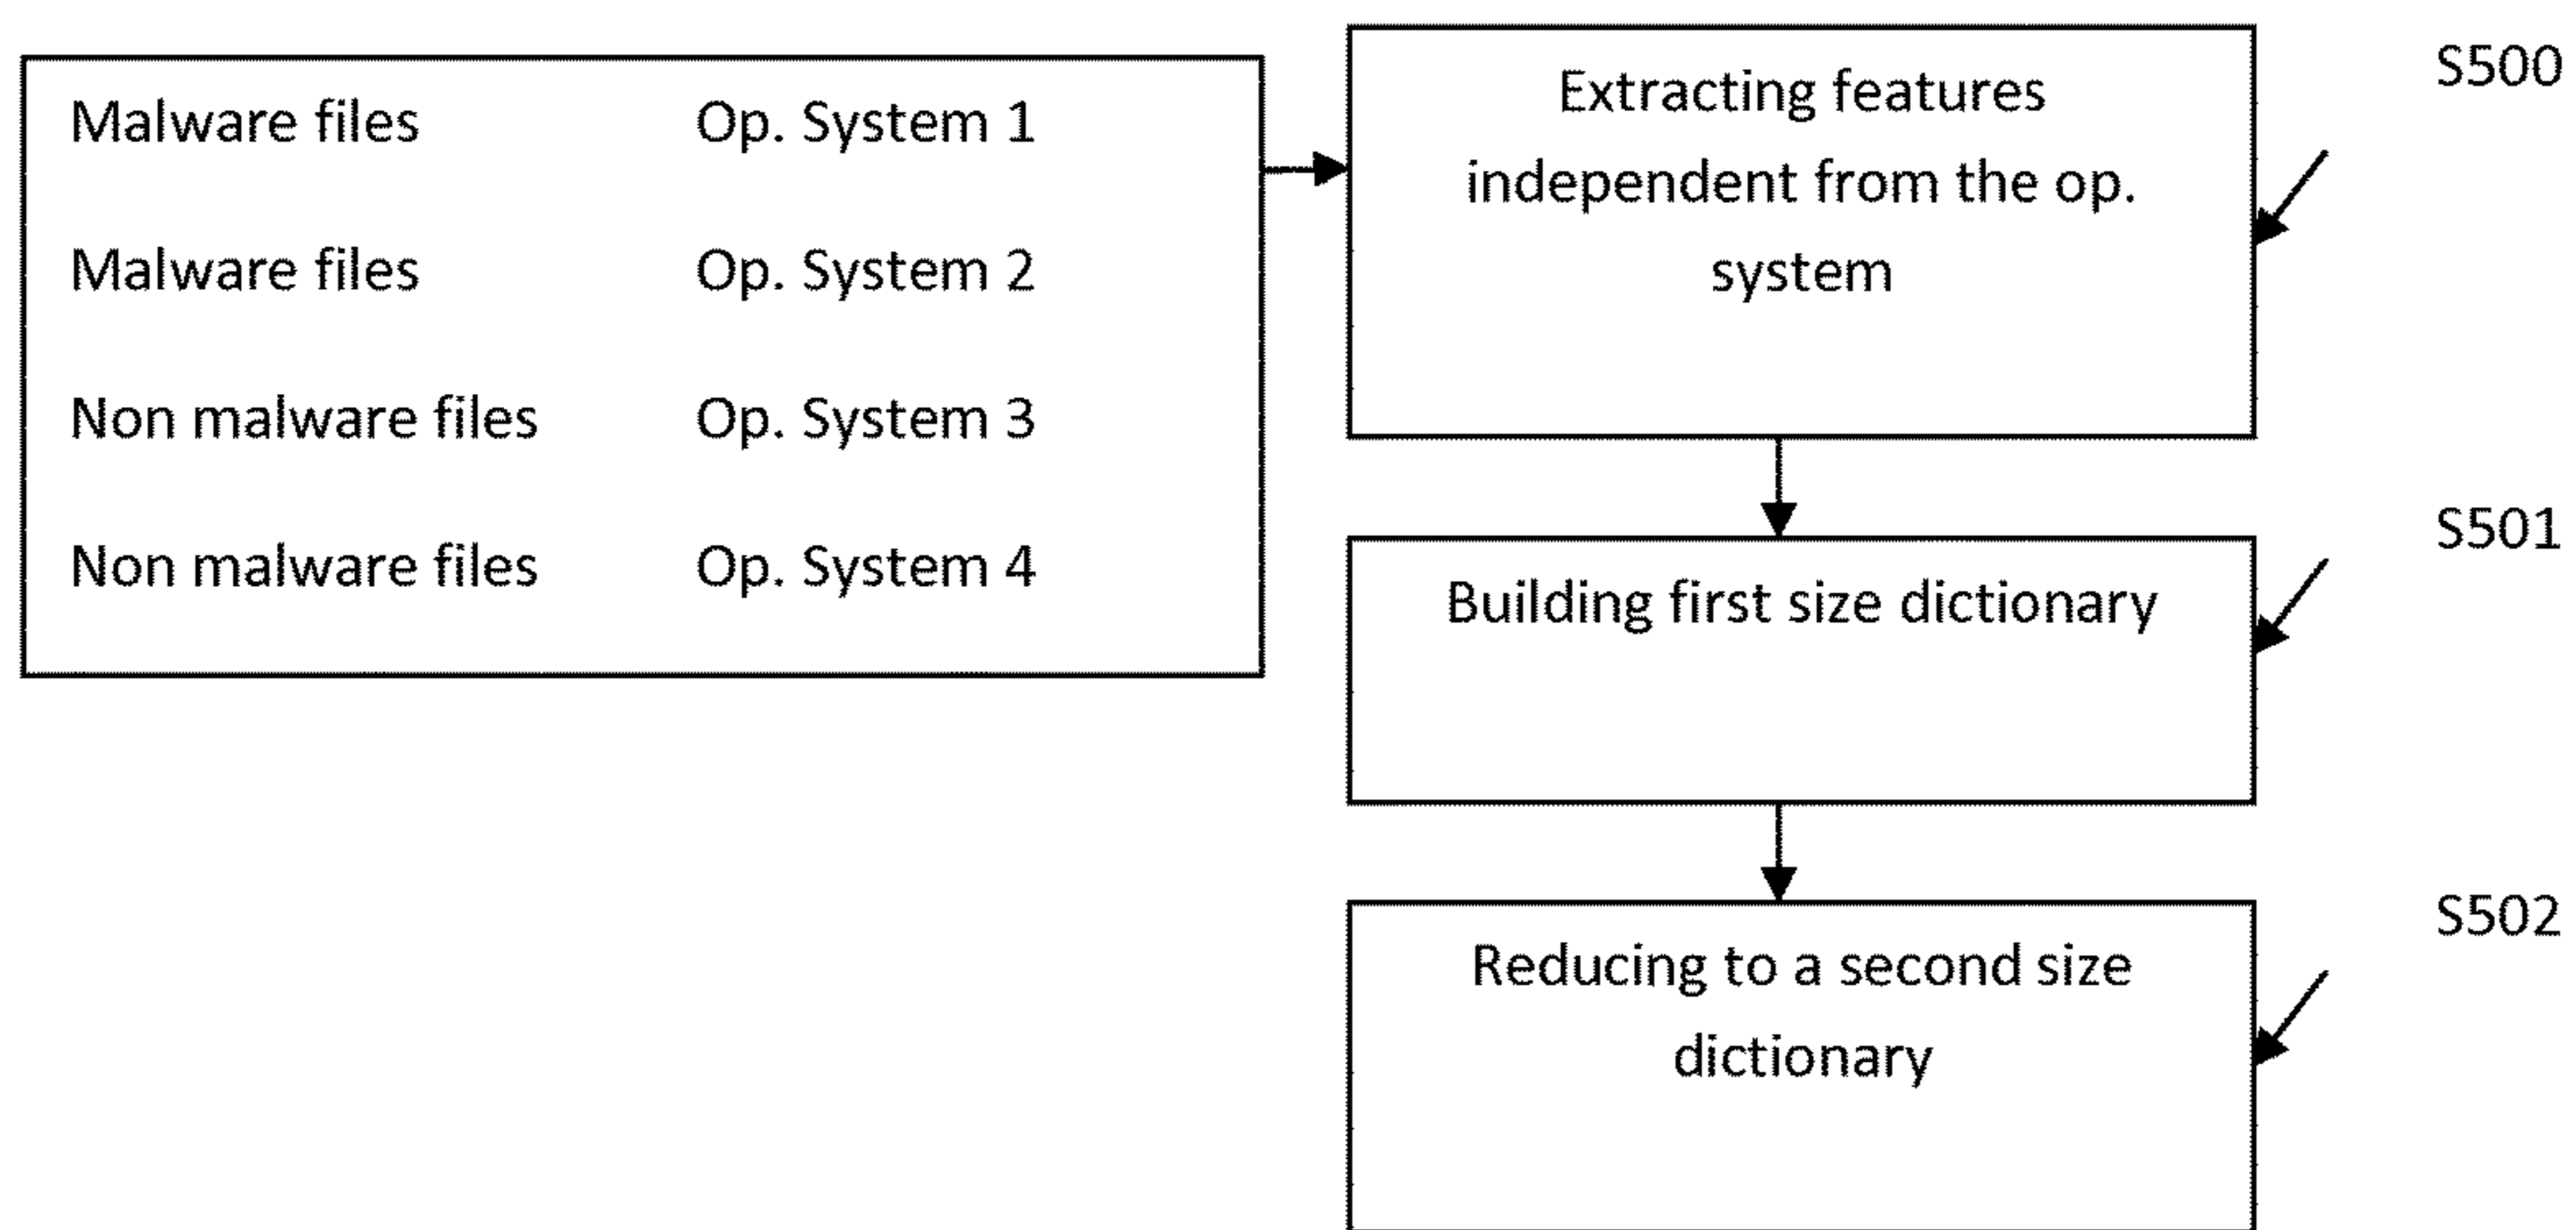 Malware files Op. System 1
Malware files Op. System 2
Non malware files Op. System 3
Non malware files Op. System 4
Extracting features
independent from the op.
system
S500
Building first size dictionary
S501
Reducing to a second size
dictionary
S502